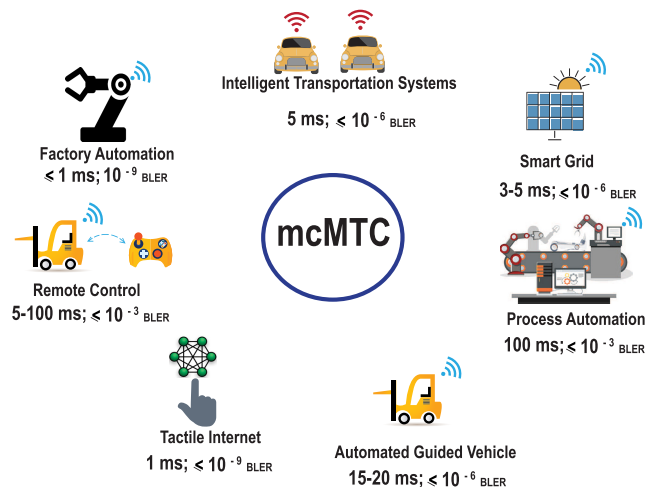 Intelligent Transportation Systems
5 ms; ⩽ 10 ⁻⁶ BLER
Factory Automation
⩽ 1 ms; 10 ⁻⁹ BLER
Smart Grid
3-5 ms; ⩽ 10 ⁻⁶ BLER
mcMTC
Remote Control
5-100 ms; ⩽ 10 ⁻³ BLER
Process Automation
100 ms; ⩽ 10 ⁻³ BLER
Tactile Internet
1 ms; ⩽ 10 ⁻⁹ BLER
Automated Guided Vehicle
15-20 ms; ⩽ 10 ⁻⁶ BLER